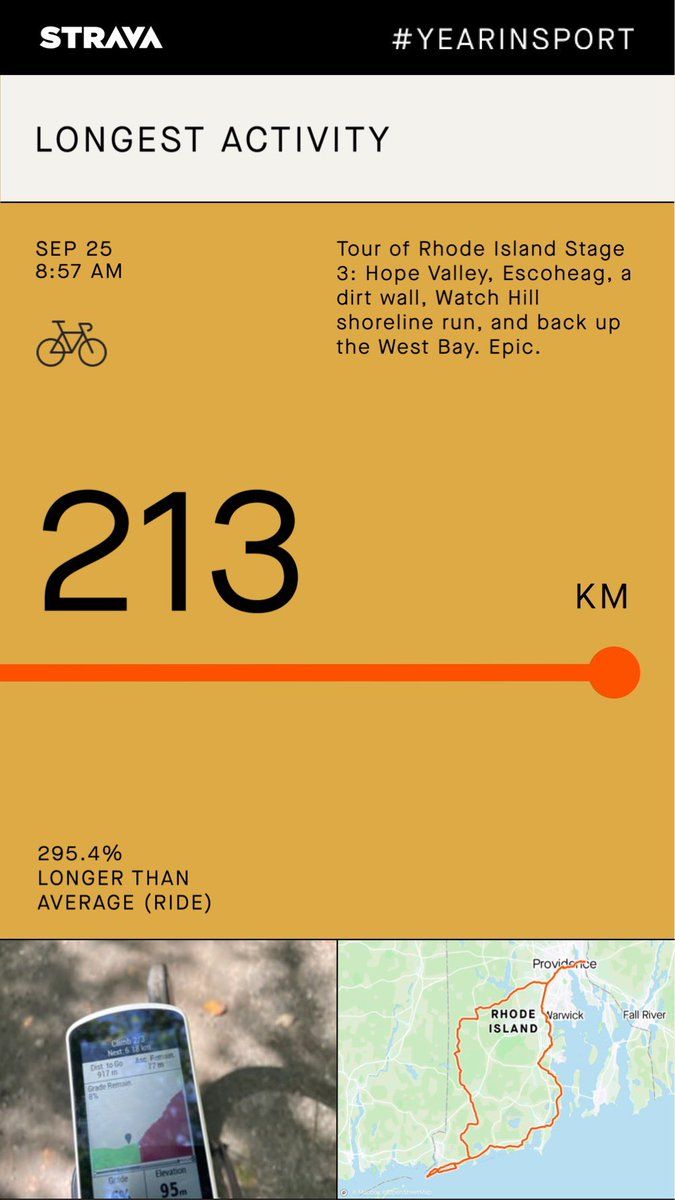 STRAVA
#YEARINSPORT
LONGEST ACTIVITY
SEP 25
8:57 AM
Tour of Rhode Island Stage
3: Hope Valley, Escoheag, a
dirt wall, Watch Hill
shoreline run, and back up
the West Bay. Epic.
213
KM
295.4%
LONGER THAN
AVERAGE (RIDE)
Climb 2/3
Next: 6.18 km
Dist. to Go
Asc. Remain.
917 m
77 m
Grade Remain.
8%
Grade
Elevation
95m
Providence
RHODE
ISLAND
Warwick
Fall River